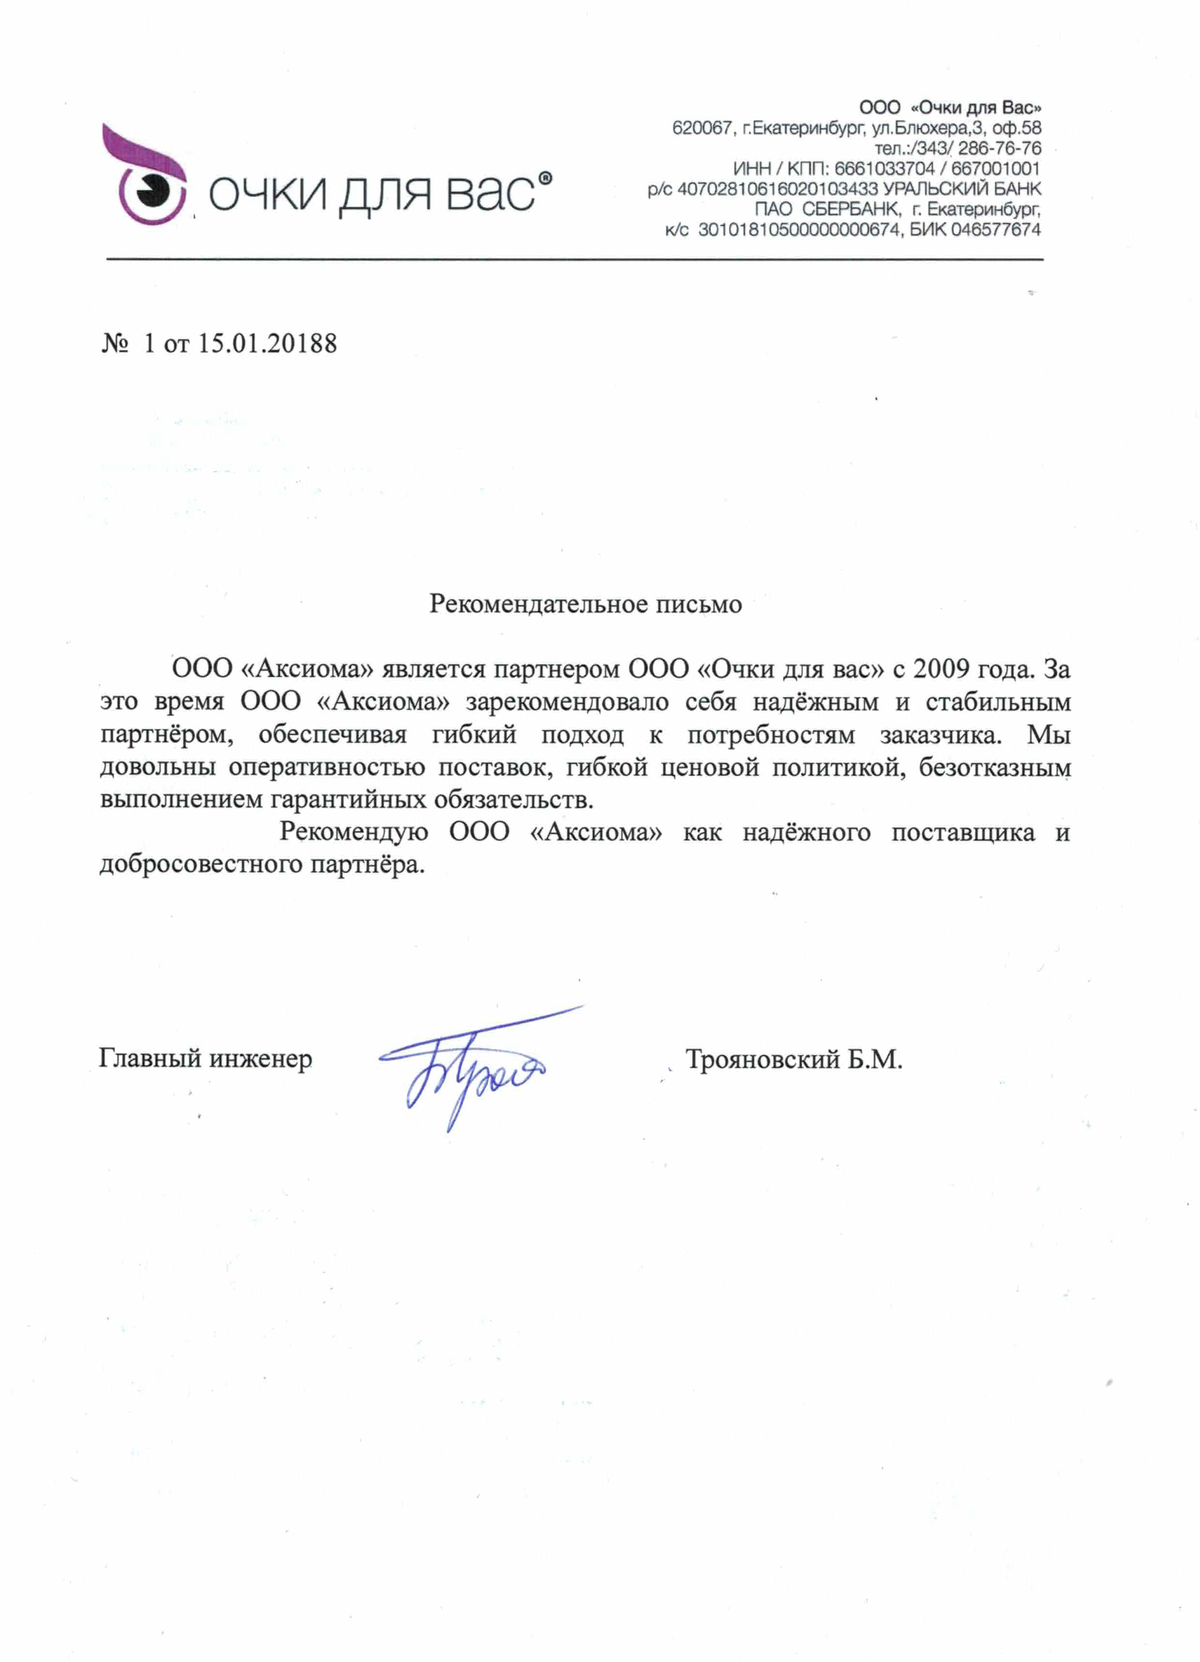 ОЧКИ ДЛЯ ВАС®
ООО «Очки для Вас»
620067, г.Екатеринбург, ул.Блюхера,3, оф.58
тел.:/343/ 286-76-76
ИНН / КПП: 6661033704 / 667001001
р/с 40702810616020103433 УРАЛЬСКИЙ БАНК
ПАО СБЕРБАНК, г. Екатеринбург,
к/с 30101810500000000674, БИК 046577674
№ 1 от 15.01.20188
Рекомендательное письмо
ООО «Аксиома» является партнером ООО «Очки для вас» с 2009 года. За
это время ООО «Аксиома» зарекомендовало себя надёжным и стабильным
партнёром, обеспечивая гибкий подход к потребностям заказчика. Мы
довольны оперативностью поставок, гибкой ценовой политикой, безотказным
выполнением гарантийных обязательств.
Рекомендую ООО «Аксиома» как надёжного поставщика и
добросовестного партнёра.
Главный инженер Трояновский Б.М.